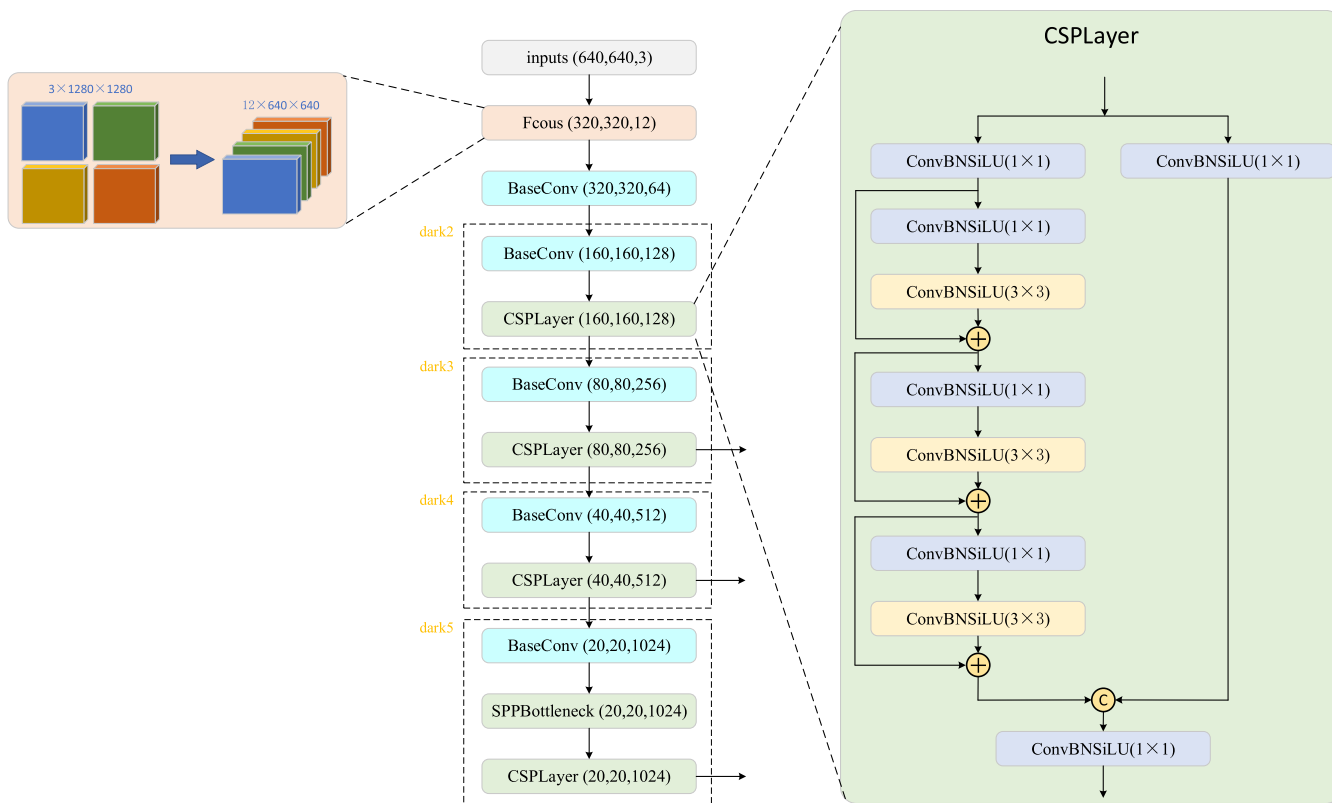 3×1280×1280
12×640×640
inputs (640,640,3)
Fcous (320,320,12)
BaseConv (320,320,64)
dark2
BaseConv (160,160,128)
CSPLayer (160,160,128)
dark3
BaseConv (80,80,256)
CSPLayer (80,80,256)
dark4
BaseConv (40,40,512)
CSPLayer (40,40,512)
dark5
BaseConv (20,20,1024)
SPPBottleneck (20,20,1024)
CSPLayer (20,20,1024)
CSPLayer
ConvBNSiLU(1×1)
ConvBNSiLU(1×1)
ConvBNSiLU(1×1)
ConvBNSiLU(3×3)
+
ConvBNSiLU(1×1)
ConvBNSiLU(3×3)
+
ConvBNSiLU(1×1)
ConvBNSiLU(3×3)
+
C
ConvBNSiLU(1×1)